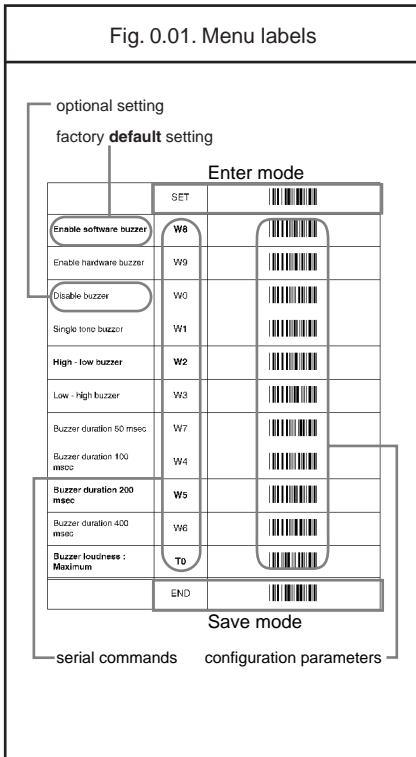 Fig. 0.01. Menu labels
optional setting
factory default setting
Enter mode
SET
Enable software buzzer W8
Enable hardware buzzer W9
Disable buzzer W0
Single tone buzzer W1
High - low buzzer W2
Low - high buzzer W3
Buzzer duration 50 msec W7
Buzzer duration 100
msec W4
Buzzer duration 200
msec W5
Buzzer duration 400
msec W6
Buzzer loudness :
Maximum T0
END
Save mode
serial commands configuration parameters